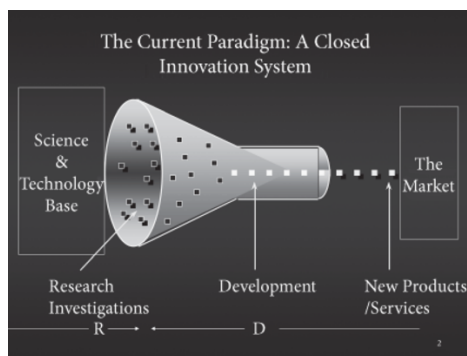 The Current Paradigm: A Closed
Innovation System
Science
&
Technology
Base
The
Market
Research
Investigations
Development
New Products
/Services
R
D
2